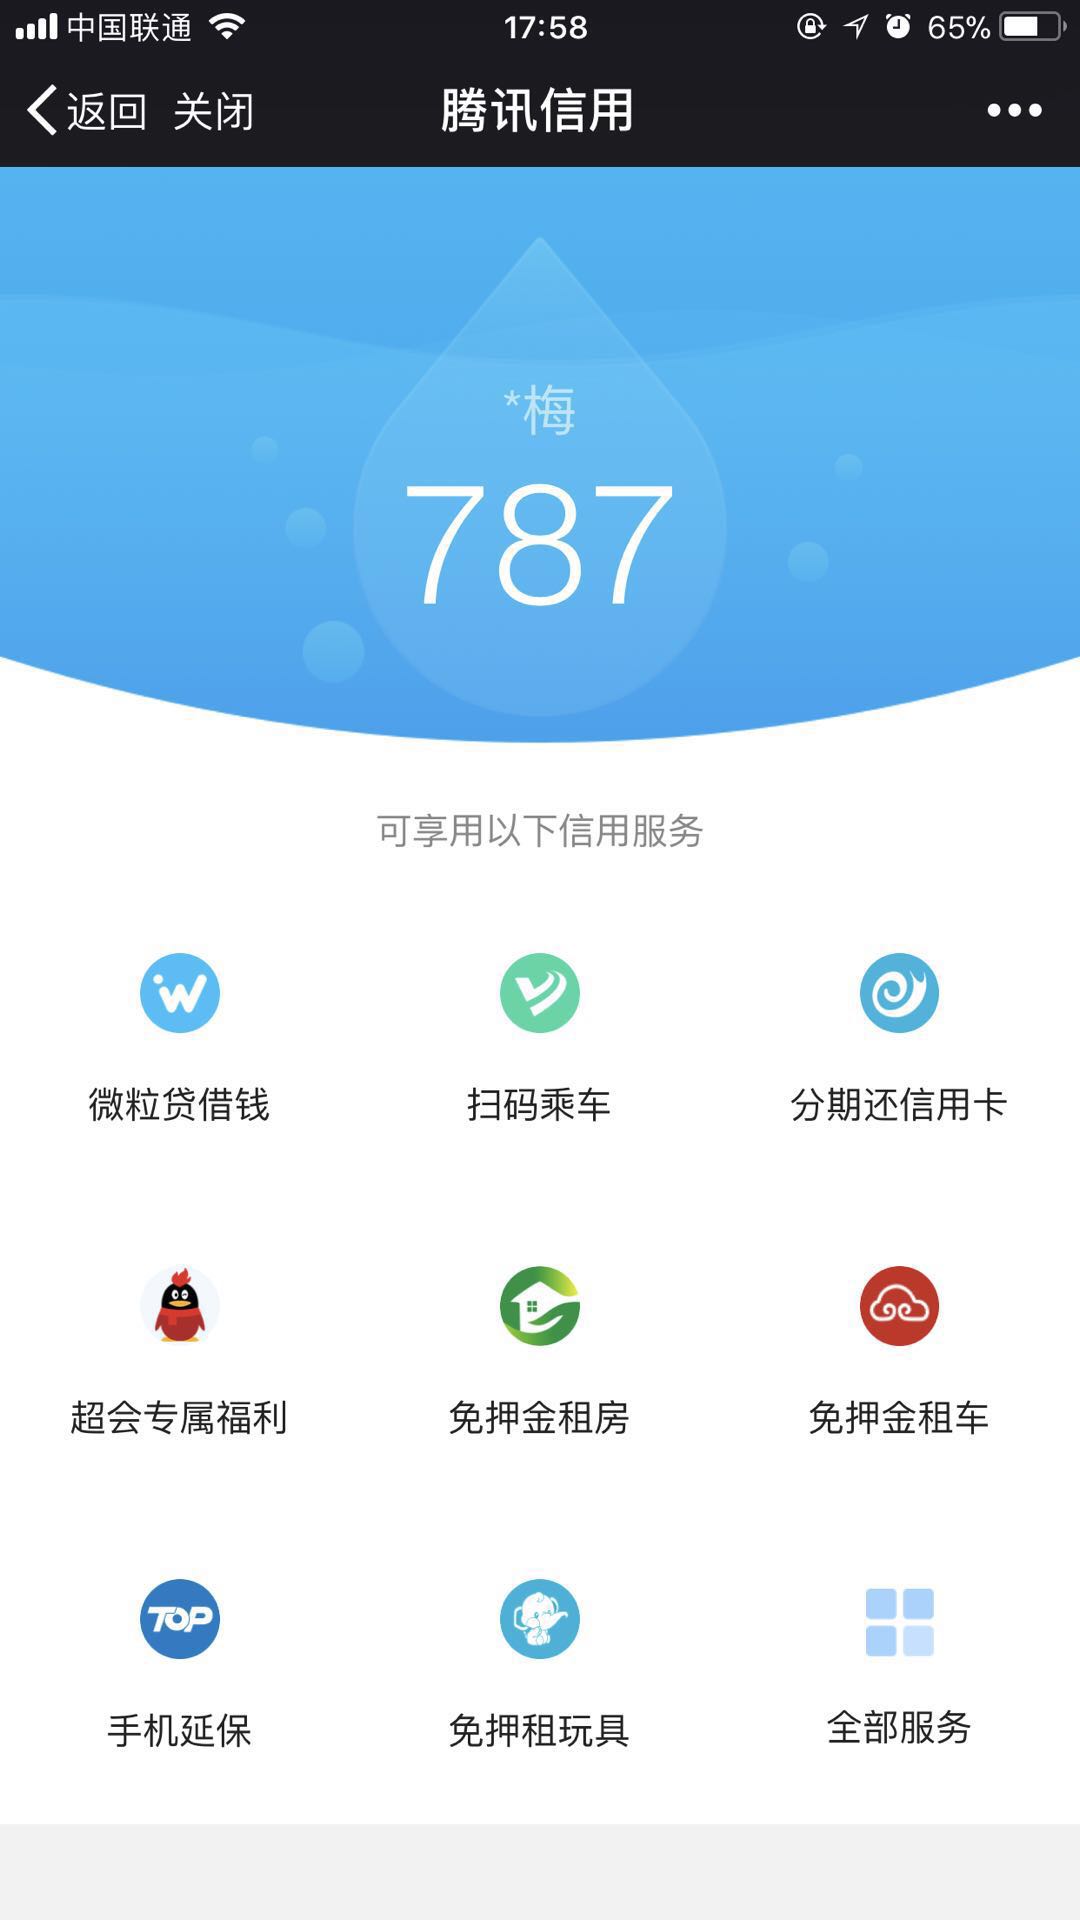 中国联通 17:58 65%
返回 关闭 腾讯信用
*梅
787
可享用以下信用服务
微粒贷借钱 扫码乘车 分期还信用卡
超会专属福利 免押金租房 免押金租车
TOP
手机延保 免押租玩具 全部服务